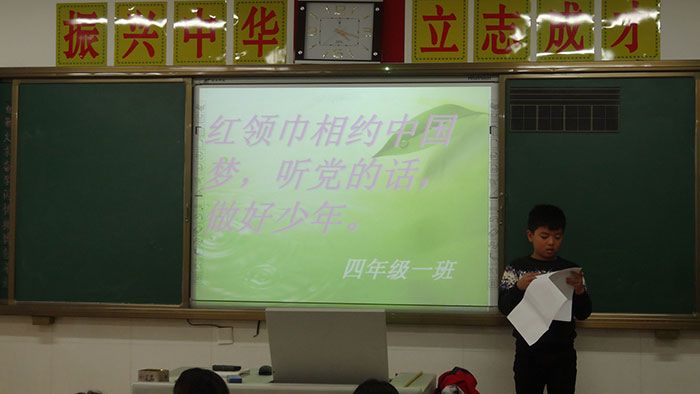 振兴中华
立志成才
红领巾相约中国
梦，听党的话，
做好少年。
四年级一班